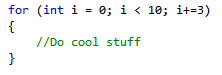 for (int i = 0; i < 10; i+=3)
{
    //Do cool stuff
}